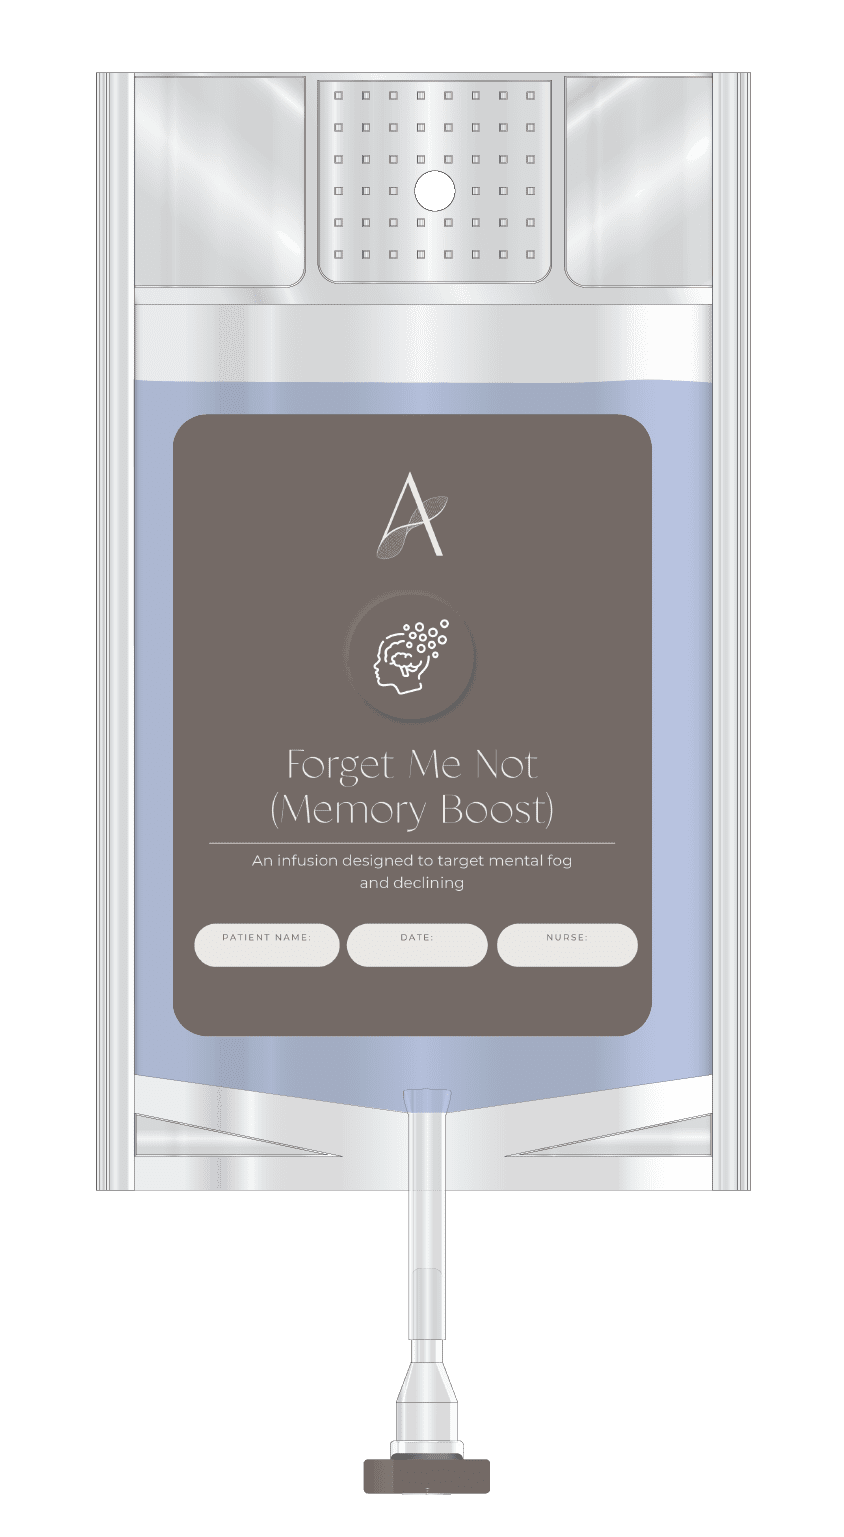 A
Forget Me Not
(Memory Boost)
An infusion designed to target mental fog
and declining
PATIENT NAME: DATE: NURSE: